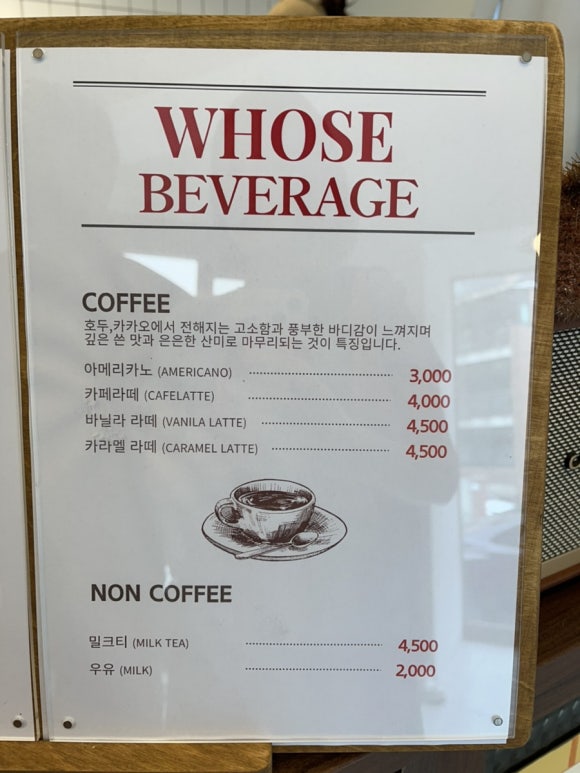 WHOSE
BEVERAGE
COFFEE
호두,카카오에서 전해지는 고소함과 풍부한 바디감이 느껴지며
깊은 쓴 맛과 은은한 산미로 마무리되는 것이 특징입니다.
아메리카노 (AMERICANO) 3,000
카페라떼 (CAFELATTE) 4,000
바닐라 라떼 (VANILA LATTE) 4,500
카라멜 라떼 (CARAMEL LATTE) 4,500
NON COFFEE
밀크티 (MILK TEA) 4,500
우유 (MILK) 2,000